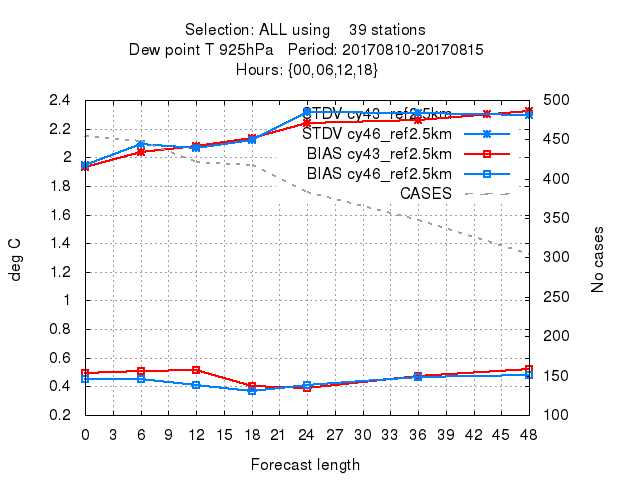 Selection: ALL using 39 stations
Dew point T 925hPa Period: 20170810-20170815
Hours: {00,06,12,18}
2.4 500
STDV cy43_ref2.5km
2.2 450
STDV cy46_ref2.5km
2 400
BIAS cy43_ref2.5km
BIAS cy46_ref2.5km
1.8 350
CASES
1.6
1.4 300
1.2
1 250
0.8 200
0.6 150
0.4
0.2 100
deg C
No cases
0 3 6 9 12 15 18 21 24 27 30 33 36 39 42 45 48
Forecast length